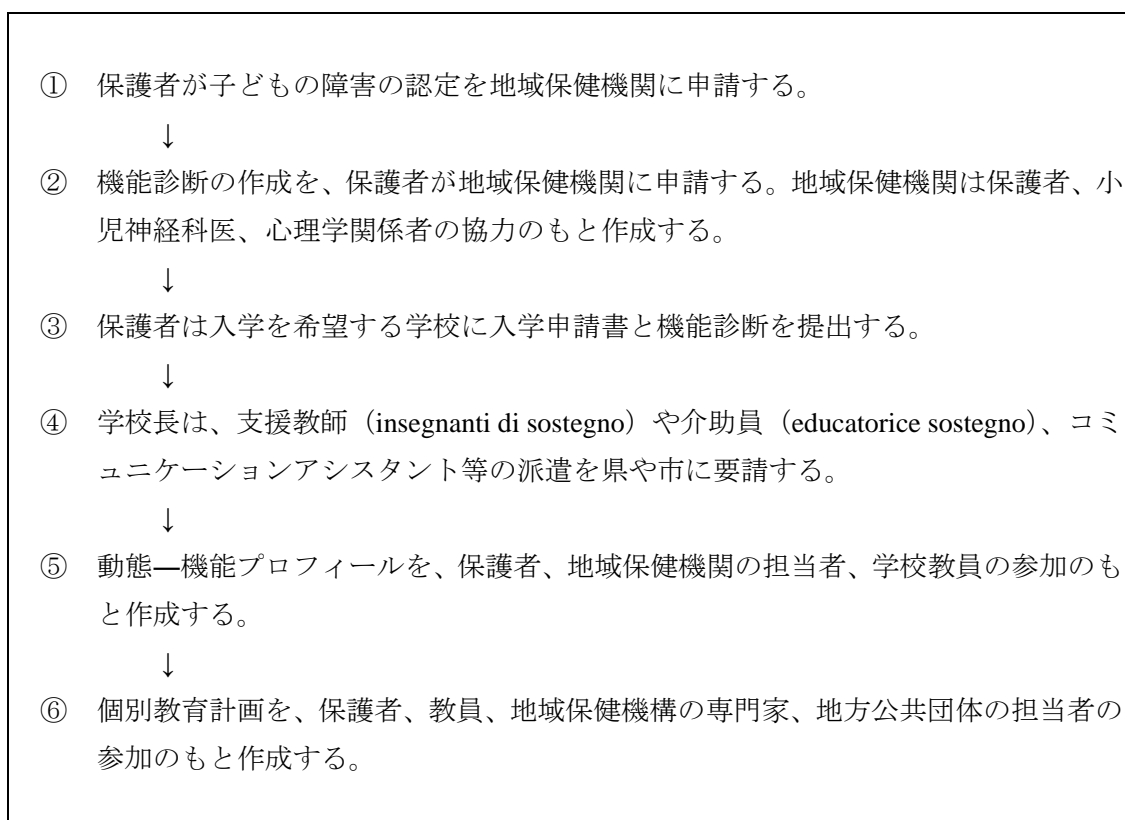 ① 保護者が子どもの障害の認定を地域保健機関に申請する。
↓
② 機能診断の作成を、保護者が地域保健機関に申請する。地域保健機関は保護者、小
児神経科医、心理学関係者の協力のもと作成する。
↓
③ 保護者は入学を希望する学校に入学申請書と機能診断を提出する。
↓
④ 学校長は、支援教師（insegnanti di sostegno）や介助員（educatorice sostegno）、コミ
ュニケーションアシスタント等の派遣を県や市に要請する。
↓
⑤ 動態―機能プロフィールを、保護者、地域保健機関の担当者、学校教員の参加のも
と作成する。
↓
⑥ 個別教育計画を、保護者、教員、地域保健機構の専門家、地方公共団体の担当者の
参加のもと作成する。